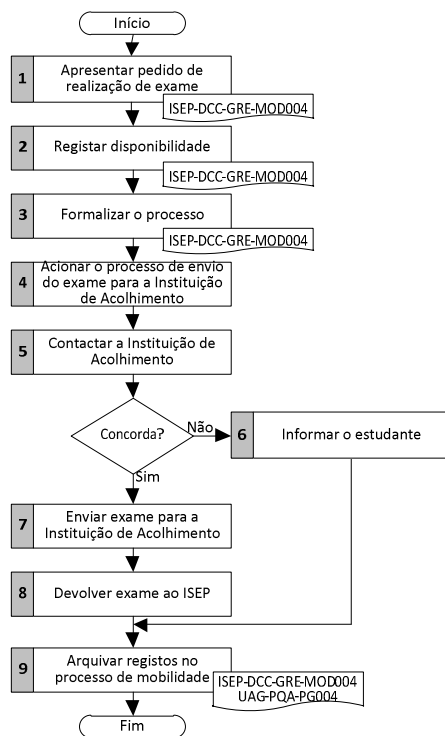 Início
1
Apresentar pedido de
realização de exame
ISEP-DCC-GRE-MOD004
2
Registar disponibilidade
ISEP-DCC-GRE-MOD004
3
Formalizar o processo
ISEP-DCC-GRE-MOD004
4
Acionar o processo de envio
do exame para a Instituição
de Acolhimento
5
Contactar a Instituição de
Acolhimento
Concorda?
Não
6
Informar o estudante
Sim
7
Enviar exame para a
Instituição de Acolhimento
8
Devolver exame ao ISEP
9
Arquivar registos no
processo de mobilidade
ISEP-DCC-GRE-MOD004
UAG-PQA-PG004
Fim